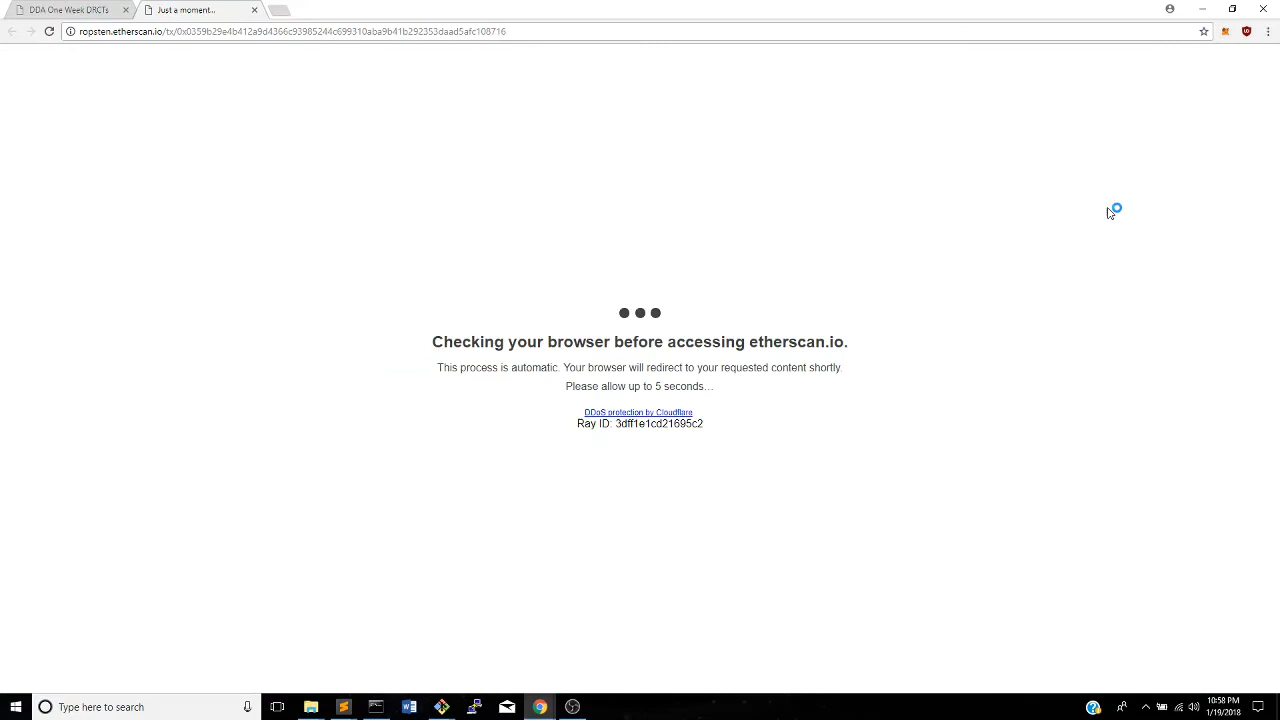 DDA One Week DRCTs
Just a moment...
ropsten.etherscan.io/tx/0x0359b29e4b412a9d4366c93985244c699310aba9b41b292353daad5afc108716
Checking your browser before accessing etherscan.io.
This process is automatic. Your browser will redirect to your requested content shortly.
Please allow up to 5 seconds…
DDoS protection by Cloudflare
Ray ID: 3dff1e1cd21695c2
Type here to search
10:58 PM
1/19/2018